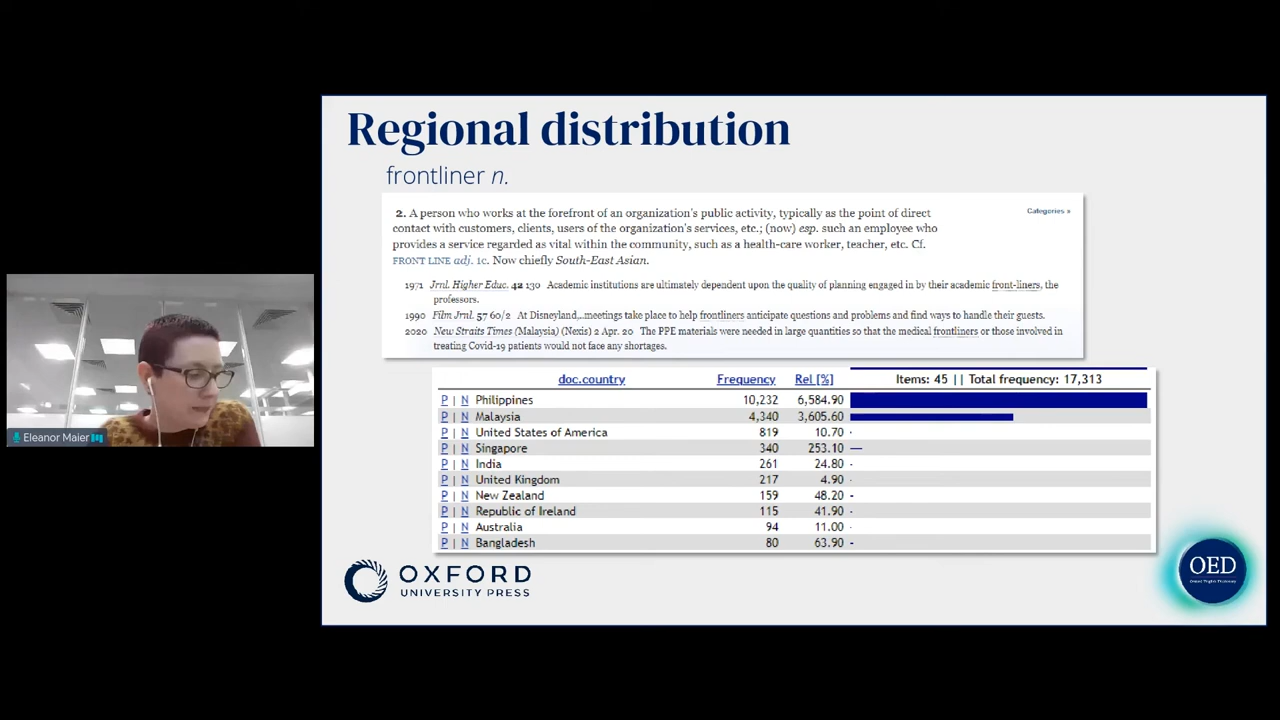 Regional distribution
frontliner n.
2. A person who works at the forefront of an organization's public activity, typically as the point of direct
contact with customers, clients, users of the organization's services, etc.; (now) esp. such an employee who
provides a service regarded as vital within the community, such as a health-care worker, teacher, etc. Cf.
FRONT LINE adj. 1c. Now chiefly South-East Asian.
Categories »
1971 Jrnl. Higher Educ. 42 130 Academic institutions are ultimately dependent upon the quality of planning engaged in by their academic front-liners, the
professors.
1990 Film Jrnl. 57 60/2 At Disneyland,..meetings take place to help frontliners anticipate questions and problems and find ways to handle their guests.
2020 New Straits Times (Malaysia) (Nexis) 2 Apr. 20 The PPE materials were needed in large quantities so that the medical frontliners or those involved in
treating Covid-19 patients would not face any shortages.
doc.country Frequency Rel [%] Items: 45 || Total frequency: 17,313
P | N Philippines 10,232 6,584.90
P | N Malaysia 4,340 3,605.60
P | N United States of America 819 10.70
P | N Singapore 340 253.10
P | N India 261 24.80
P | N United Kingdom 217 4.90
P | N New Zealand 159 48.20
P | N Republic of Ireland 115 41.90
P | N Australia 94 11.00
P | N Bangladesh 80 63.90
Eleanor Maier
OXFORD
UNIVERSITY PRESS
OED
Oxford English Dictionary